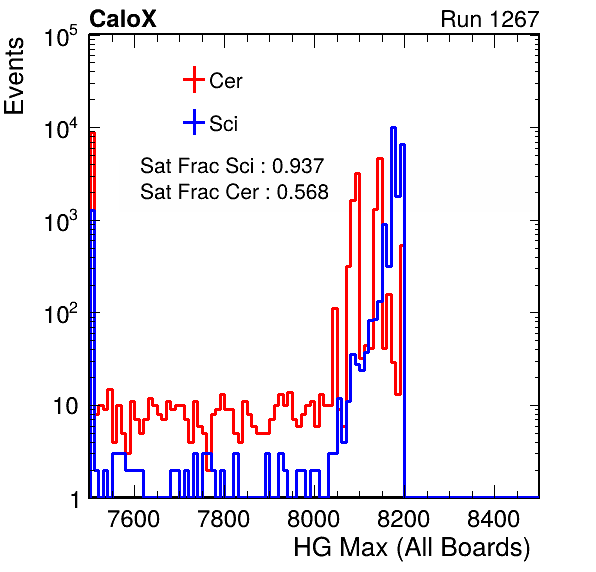 CaloX Run 1267
Events
10^5
10^4
10^3
10^2
10
1
Cer
Sci
Sat Frac Sci : 0.937
Sat Frac Cer : 0.568
7600 7800 8000 8200 8400
HG Max (All Boards)